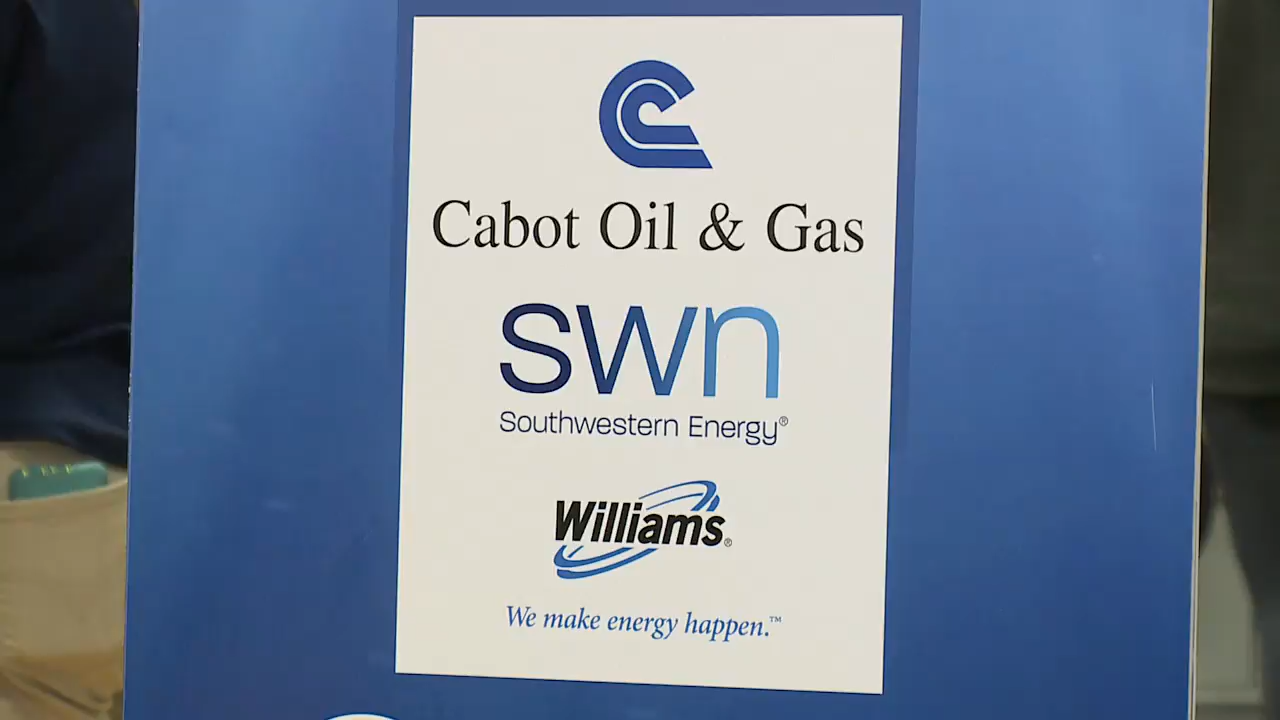 Cabot Oil & Gas
swn
Southwestern Energy®
Williams®
We make energy happen.™